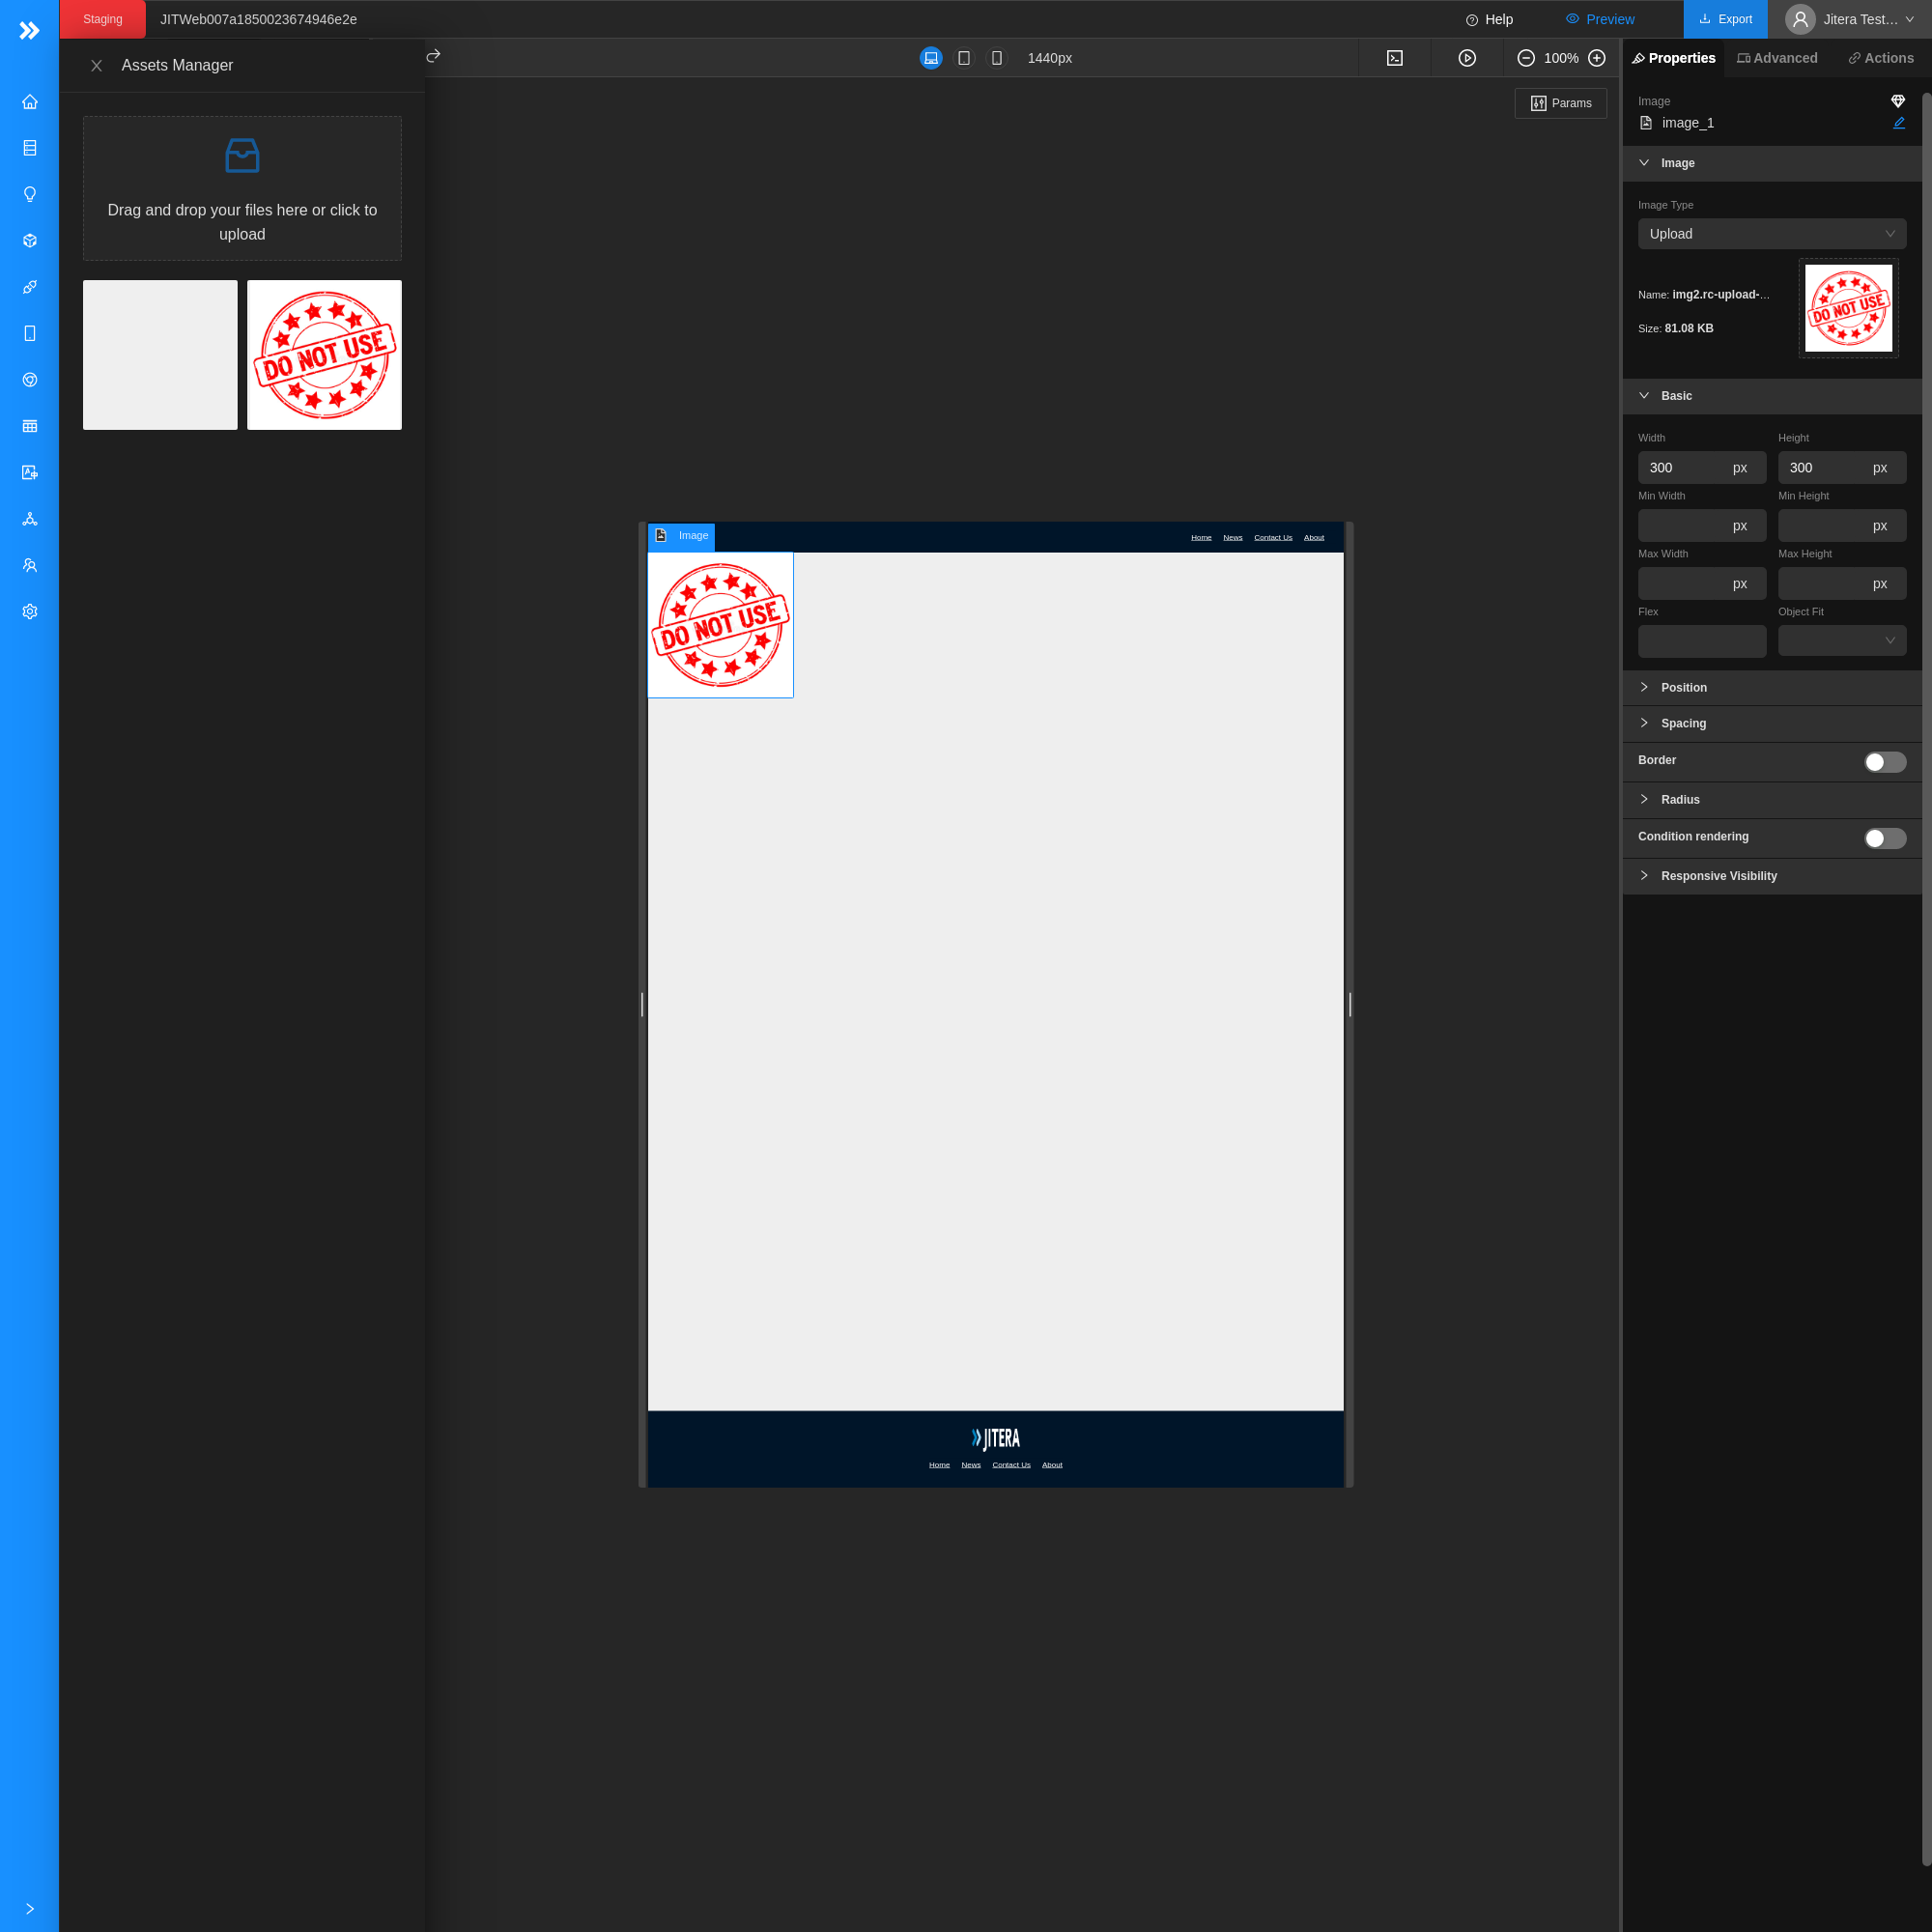 Staging
JITWeb007a1850023674946e2e
Help
Preview
Export
Jitera Test…
Assets Manager
1440px
100%
Properties
Advanced
Actions
Params
Drag and drop your files here or click to
upload
DO NOT USE
Image
image_1
Image
Image Type
Upload
Name: img2.rc-upload-…
Size: 81.08 KB
DO NOT USE
Basic
Width
Height
300 px
300 px
Min Width
Min Height
px
px
Max Width
Max Height
px
px
Flex
Object Fit
Position
Spacing
Border
Radius
Condition rendering
Responsive Visibility
Image
Home News Contact Us About
DO NOT USE
JITERA
Home News Contact Us About